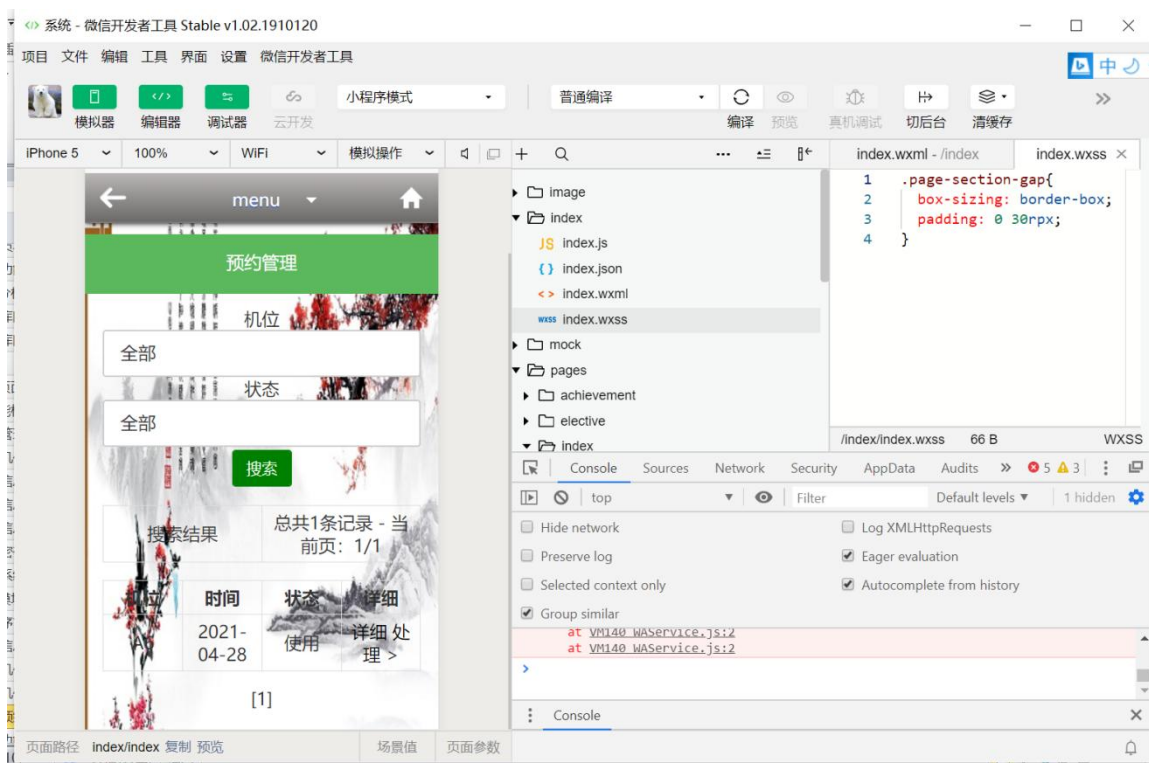 系统 - 微信开发者工具 Stable v1.02.1910120
项目 文件 编辑 工具 界面 设置 微信开发者工具
中
模拟器 编辑器 调试器 云开发
小程序模式
普通编译
编译 预览 真机调试 切后台 清缓存
iPhone 5 100% WiFi 模拟操作
menu
预约管理
机位
全部
状态
全部
搜索
搜索结果 总共1条记录 - 当前页：1/1
机位 时间 状态 详细
2021-04-28 使用 详细 处理 >
[1]
image
index
JS index.js
{ } index.json
< > index.wxml
wxss index.wxss
mock
pages
achievement
elective
index
index.wxml - /index index.wxss
1 .page-section-gap{
2 box-sizing: border-box;
3 padding: 0 30rpx;
4 }
/index/index.wxss 66 B WXSS
Console Sources Network Security AppData Audits 5 3
top Filter Default levels 1 hidden
Hide network Log XMLHttpRequests
Preserve log Eager evaluation
Selected context only Autocomplete from history
Group similar
at VM140 WAService.js:2
at VM140 WAService.js:2
Console
页面路径 index/index 复制 预览 场景值 页面参数